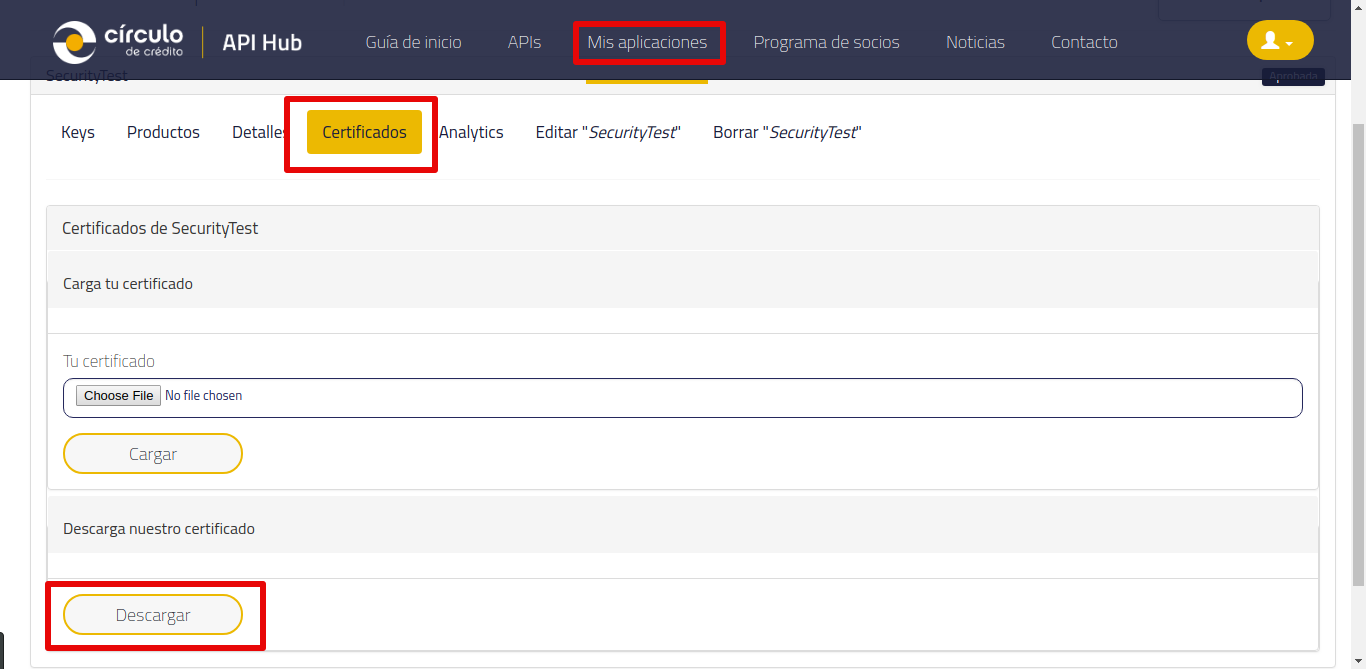 círculo
de crédito
API Hub
Guía de inicio
APIs
Mis aplicaciones
Programa de socios
Noticias
Contacto
SecurityTest
Aprobada
Keys
Productos
Detalles
Certificados
Analytics
Editar "SecurityTest"
Borrar "SecurityTest"
Certificados de SecurityTest
Carga tu certificado
Tu certificado
Choose File No file chosen
Cargar
Descarga nuestro certificado
Descargar